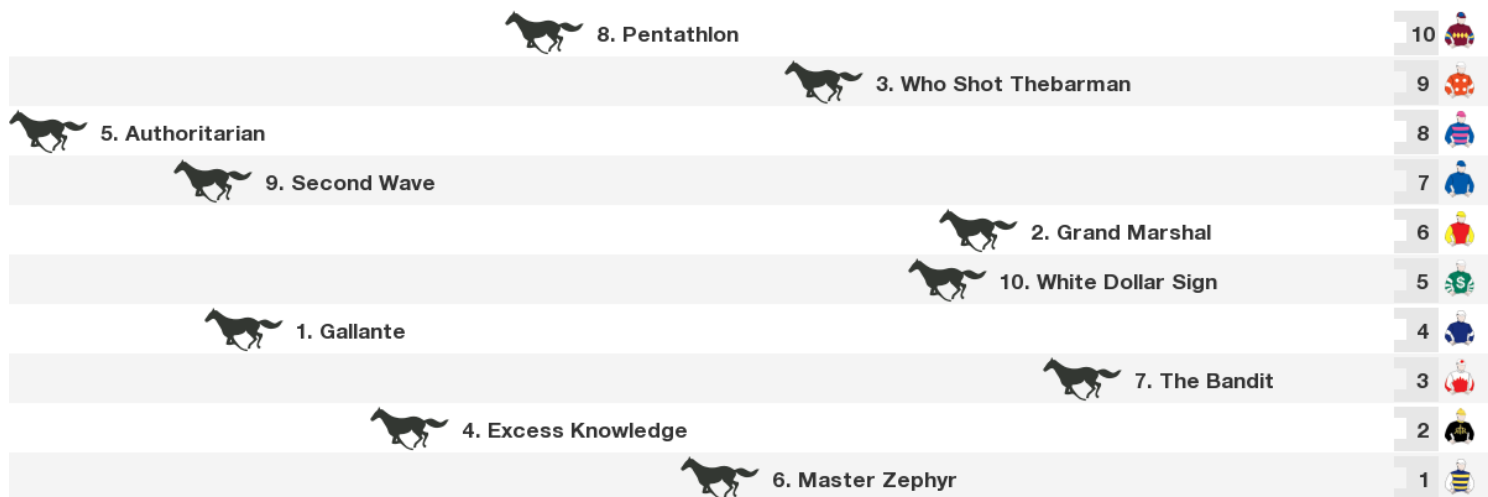 8. Pentathlon 10
3. Who Shot Thebarman 9
5. Authoritarian 8
9. Second Wave 7
2. Grand Marshal 6
10. White Dollar Sign 5 $
1. Gallante 4
7. The Bandit 3
4. Excess Knowledge 2
6. Master Zephyr 1